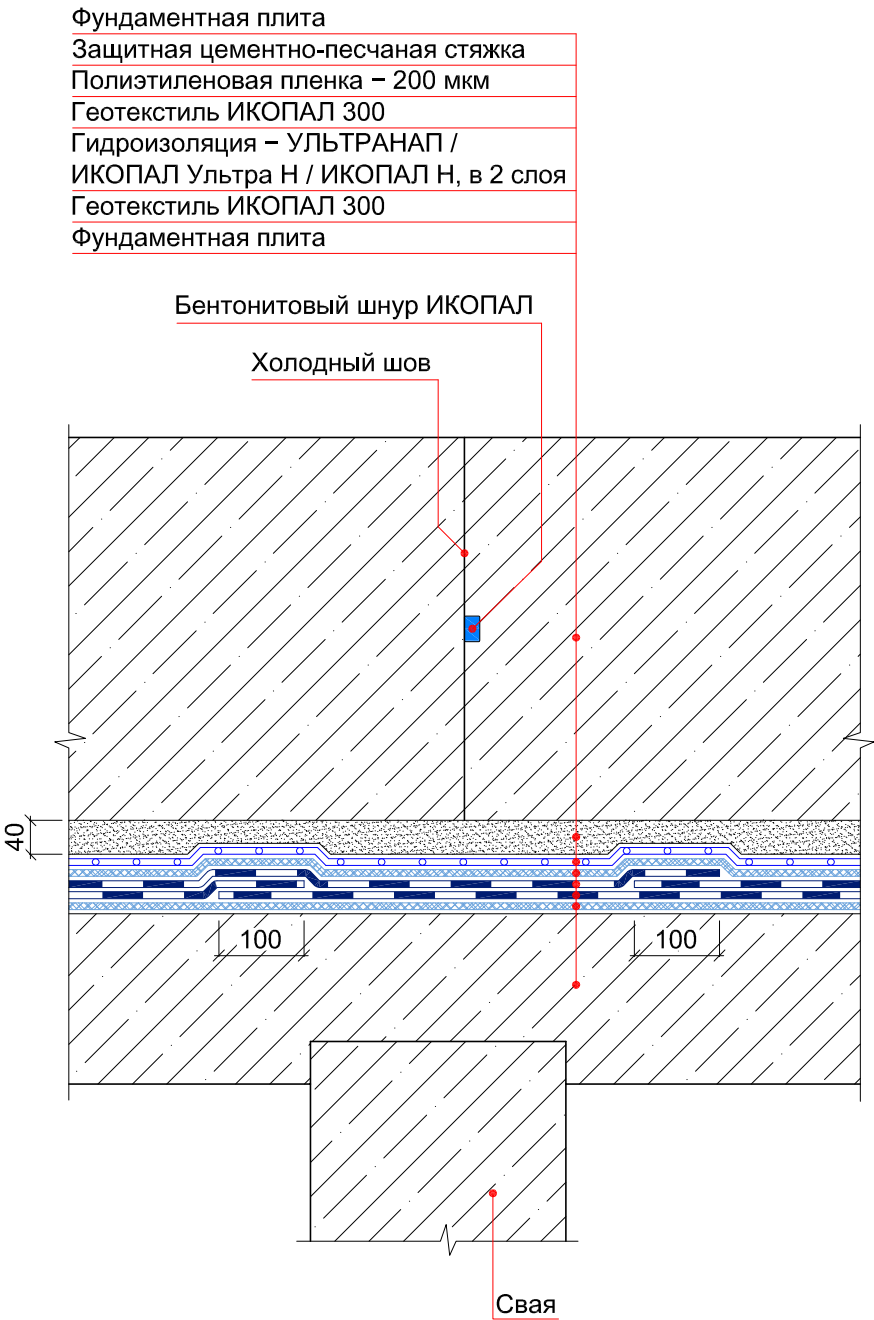 Фундаментная плита
Защитная цементно-песчаная стяжка
Полиэтиленовая пленка – 200 мкм
Геотекстиль ИКОПАЛ 300
Гидроизоляция – УЛЬТРАНАП /
ИКОПАЛ Ультра Н / ИКОПАЛ Н, в 2 слоя
Геотекстиль ИКОПАЛ 300
Фундаментная плита
Бентонитовый шнур ИКОПАЛ
Холодный шов
40
100
100
Свая